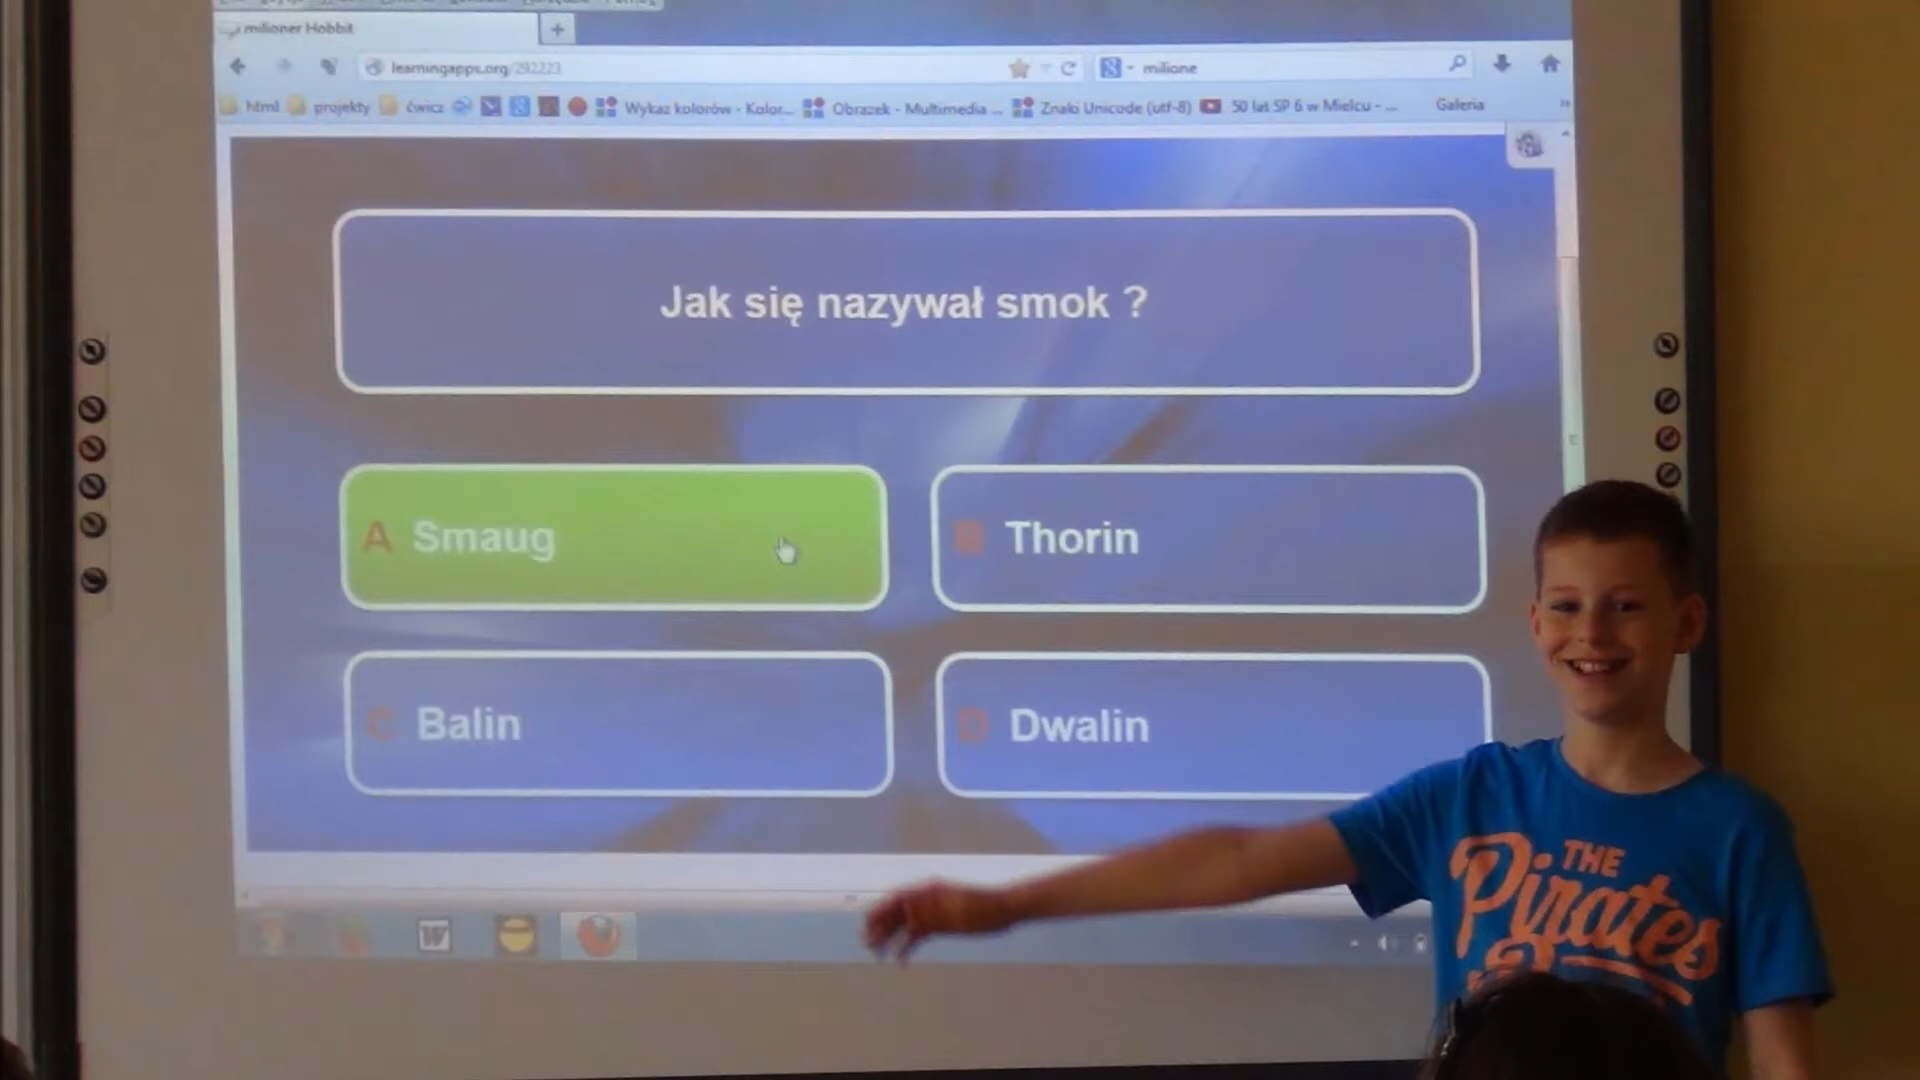 milioner Hobbit
learningapps.org/292223
milione
html
projekty
ćwicz
Wykaz kolorów - Kolor...
Obrazek - Multimedia ...
Znaki Unicode (utf-8)
50 lat SP 6 w Mielcu - ...
Galeria
Jak się nazywał smok ?
A Smaug
B Thorin
C Balin
D Dwalin
THE
Pirates